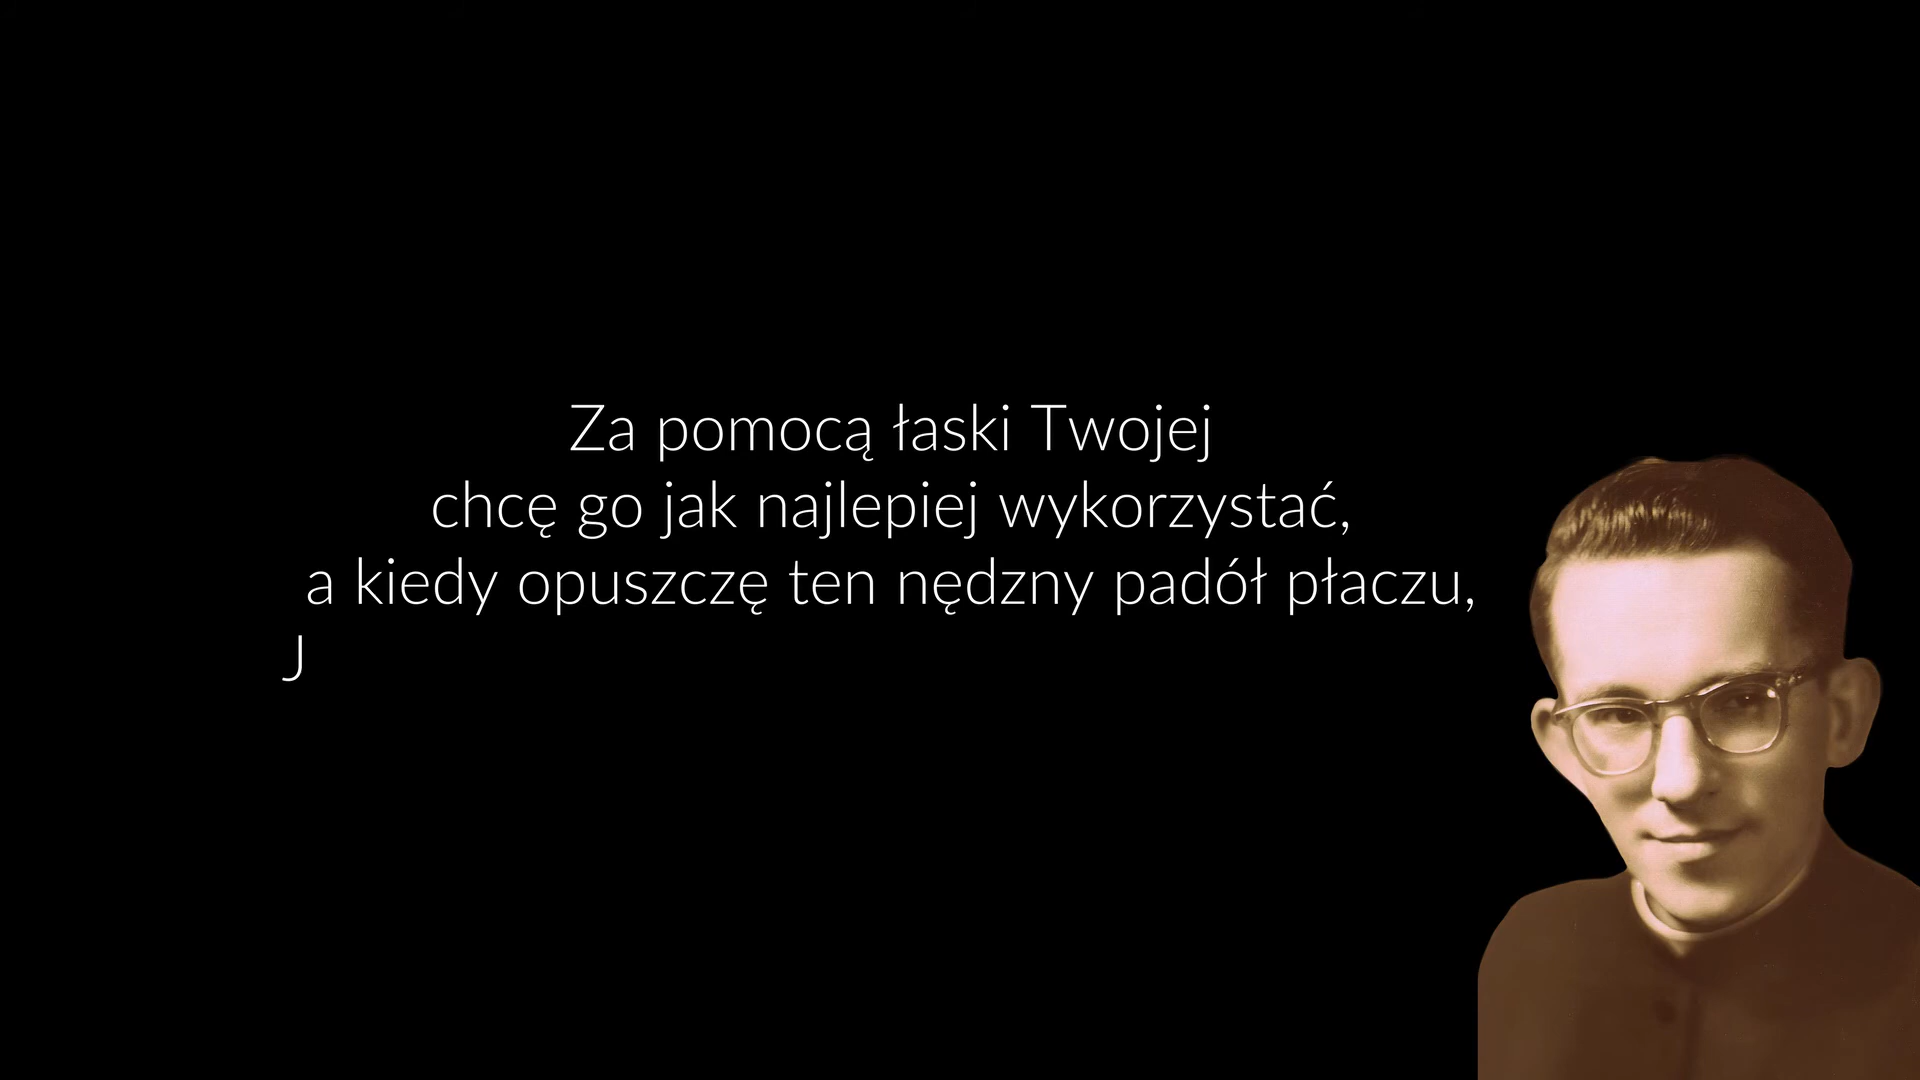 Za pomocą łaski Twojej
chcę go jak najlepiej wykorzystać,
a kiedy opuszczę ten nędzny padół płaczu,
J